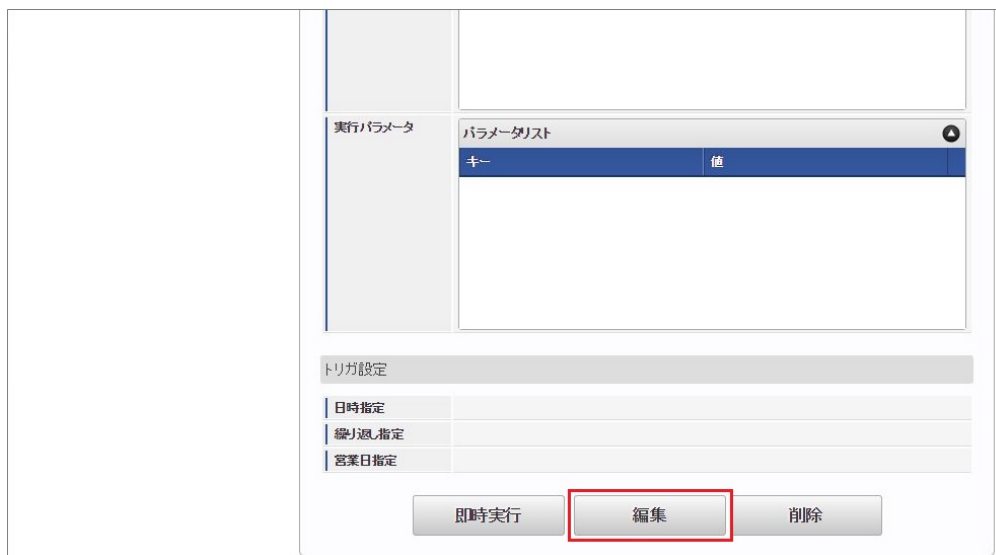 実行パラメータ
パラメータリスト
キー 値
トリガ設定
日時指定
繰り返し指定
営業日指定
即時実行 編集 削除